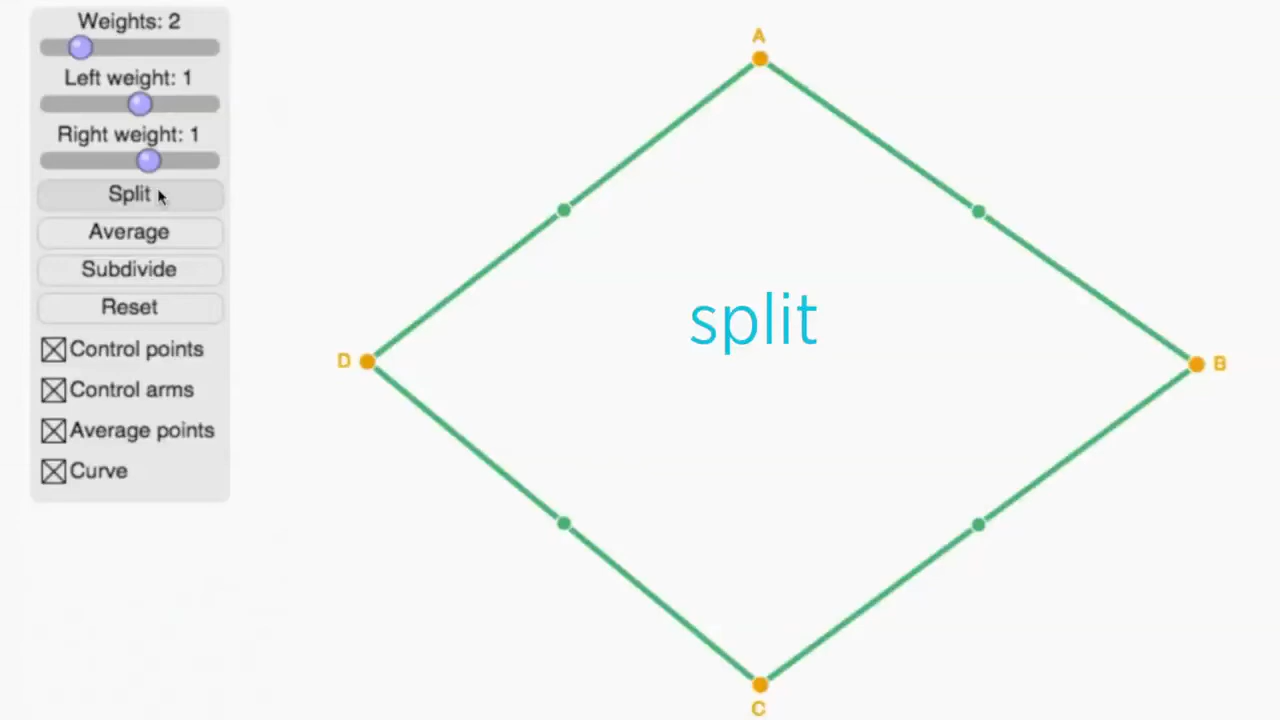 Weights: 2
Left weight: 1
Right weight: 1
Split
Average
Subdivide
Reset
Control points
Control arms
Average points
Curve
A
split
D
B
C